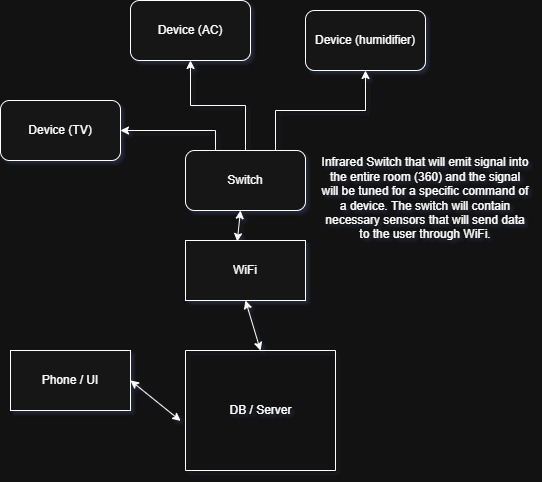 Device (AC)
Device (humidifier)
Device (TV)
Switch
Infrared Switch that will emit signal into
the entire room (360) and the signal
will be tuned for a specific command of
a device. The switch will contain
necessary sensors that will send data
to the user through WiFi.
WiFi
Phone / UI
DB / Server